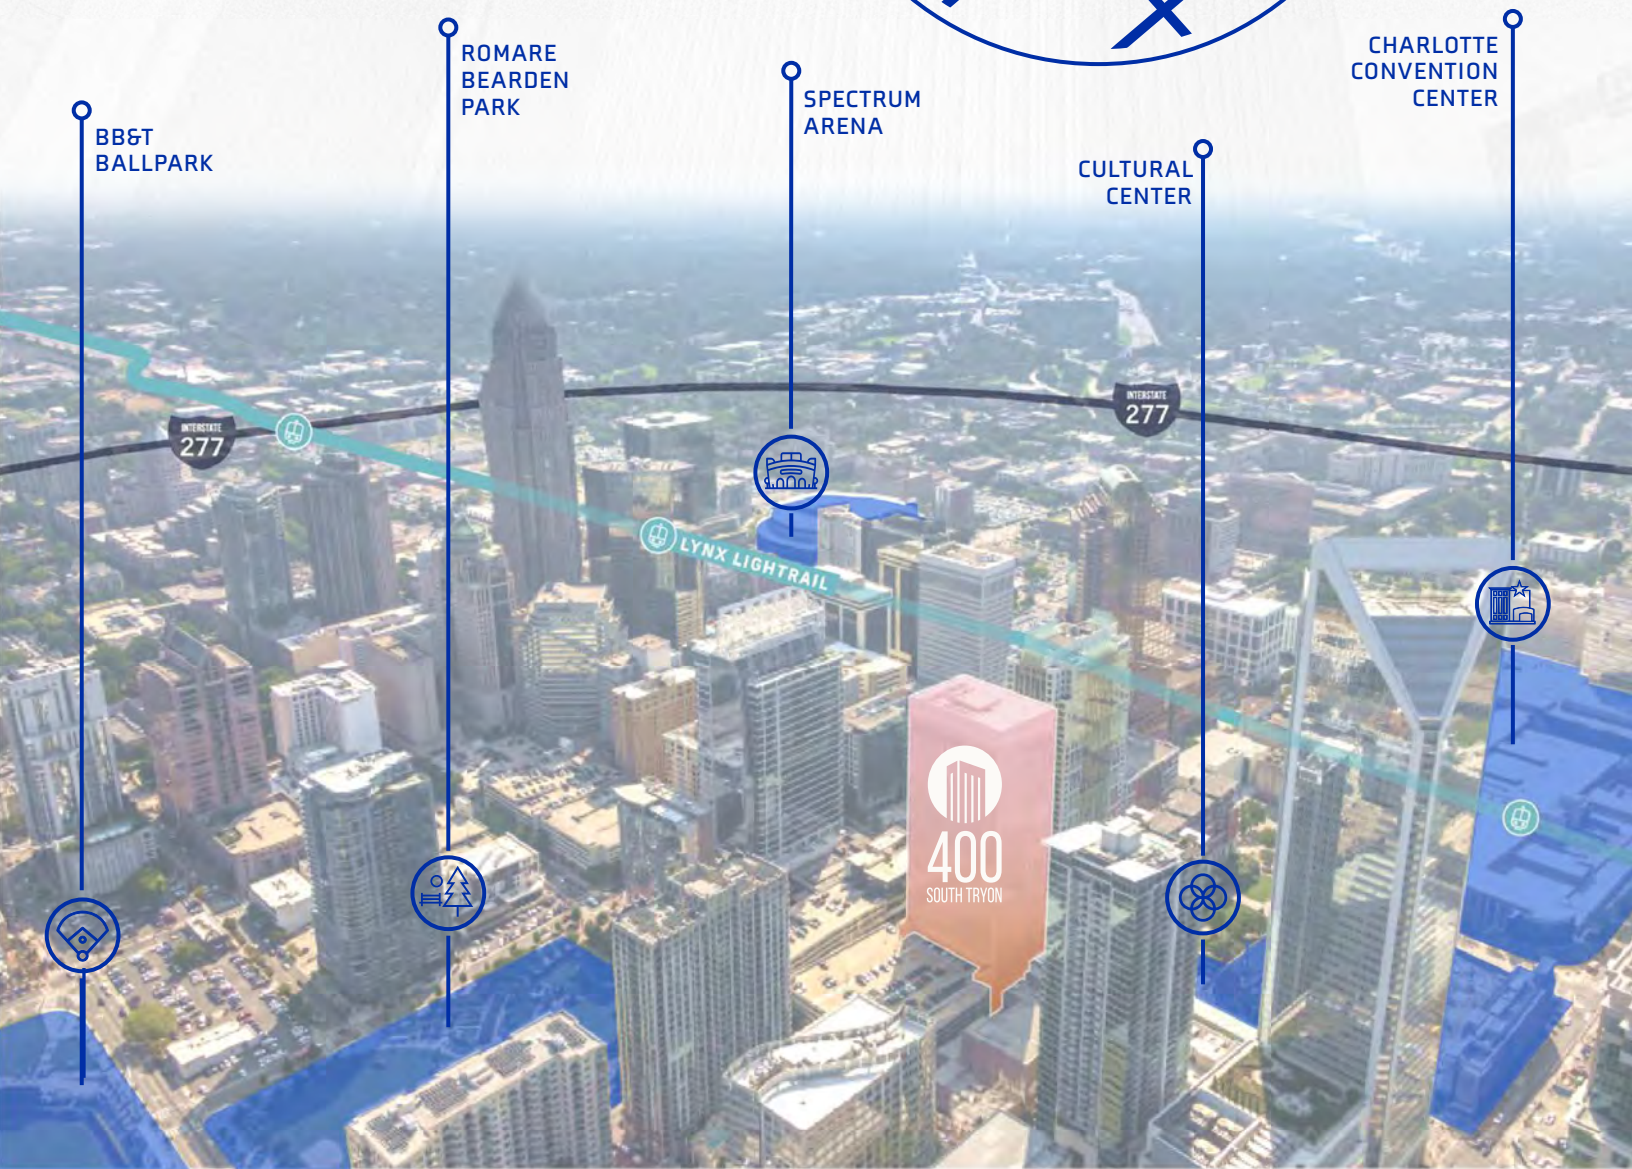 ROMARE
BEARDEN
PARK
CHARLOTTE
CONVENTION
CENTER
SPECTRUM
ARENA
BB&T
BALLPARK
CULTURAL
CENTER
INTERSTATE
277
INTERSTATE
277
LYNX LIGHTRAIL
400
SOUTH TRYON